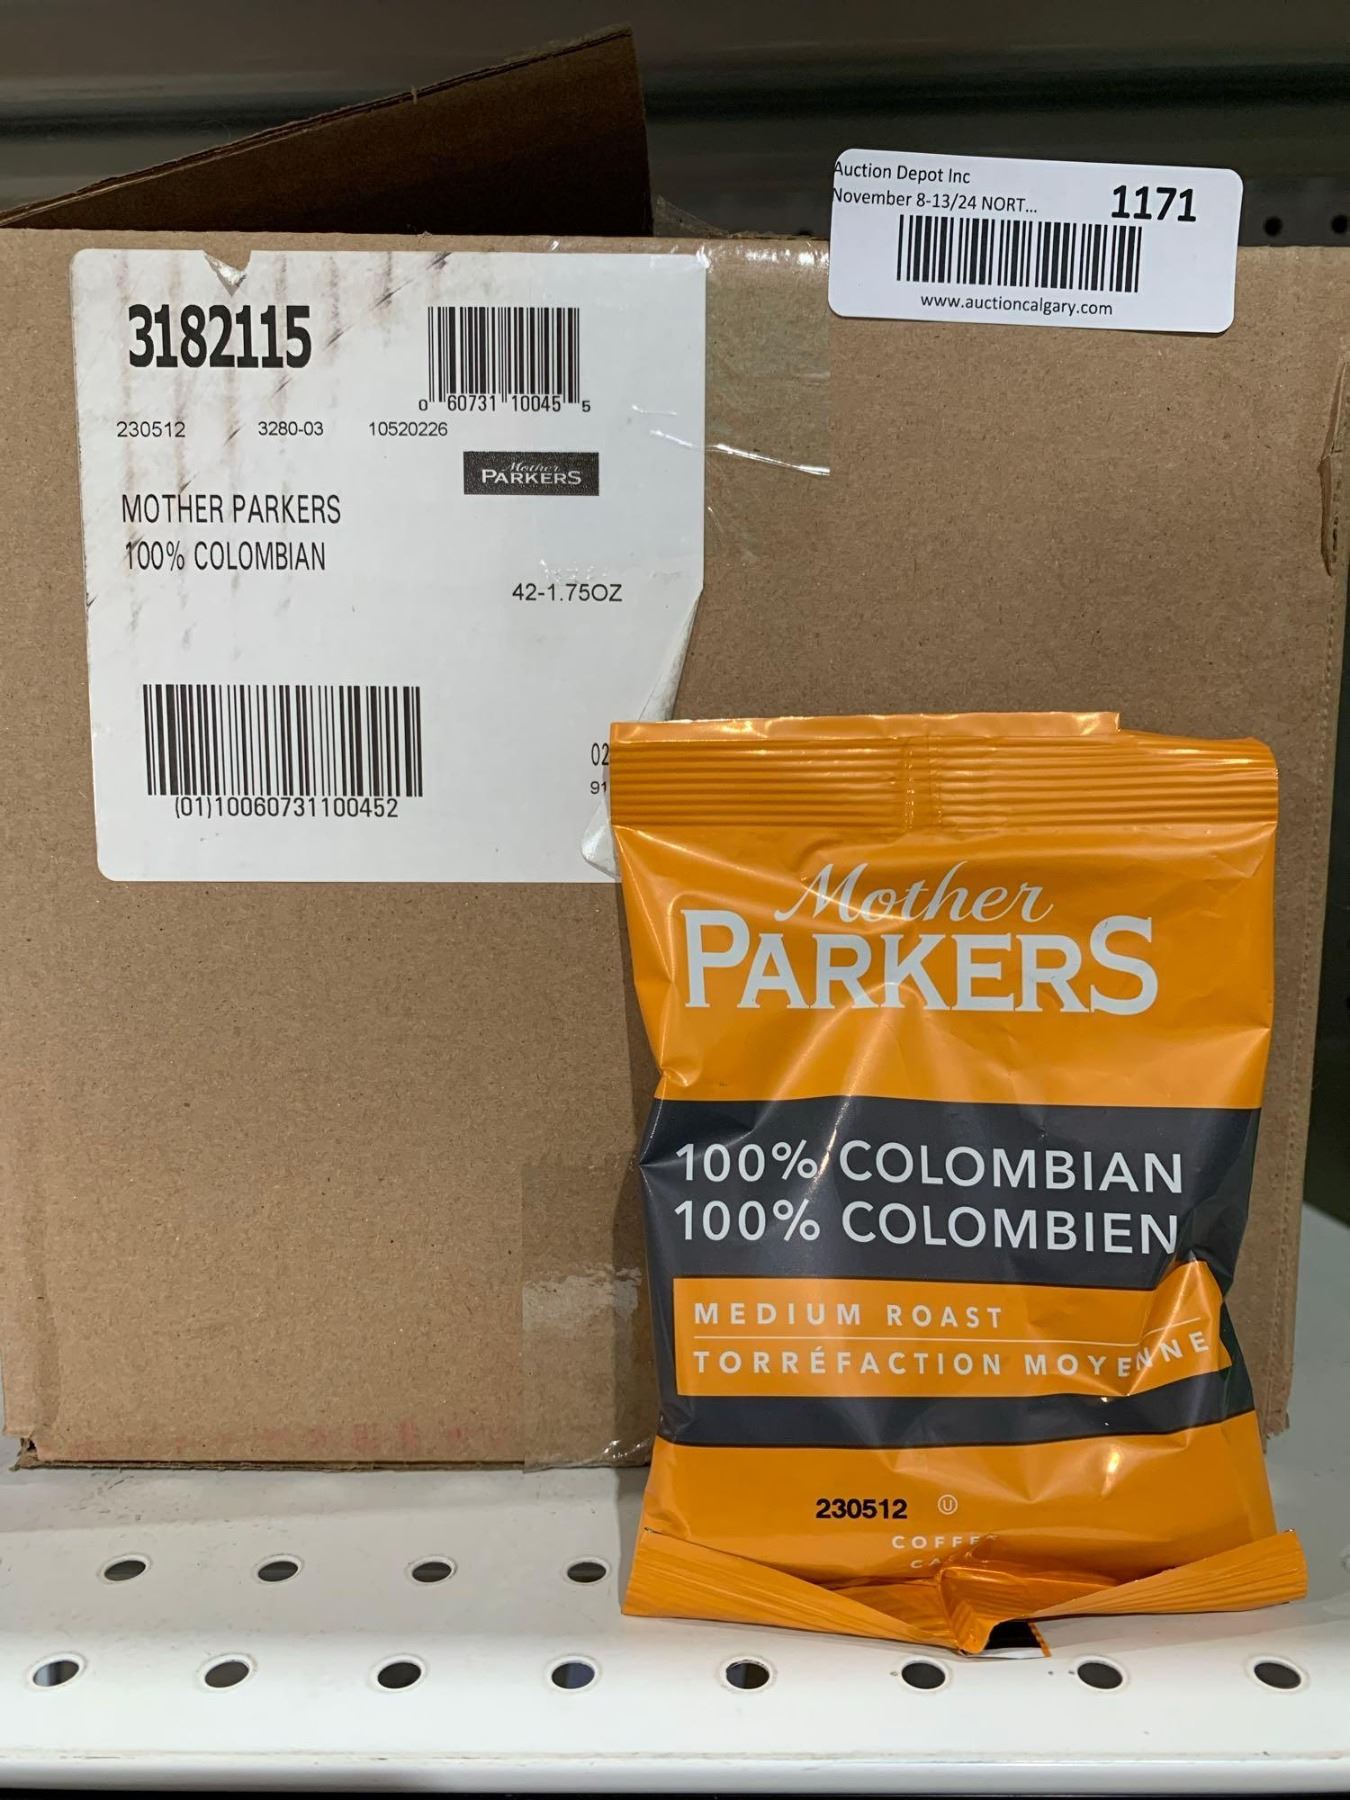 Auction Depot Inc
November 8-13/24 NORT...
1171
www.auctioncalgary.com
3182115
0 60731 10045 5
230512 3280-03 10520226
Mother
PARKERS
MOTHER PARKERS
100% COLOMBIAN
42-1.75OZ
02
91
(01)10060731100452
Mother
PARKERS
100% COLOMBIAN
100% COLOMBIEN
MEDIUM ROAST
TORRÉFACTION MOYENNE
230512 U